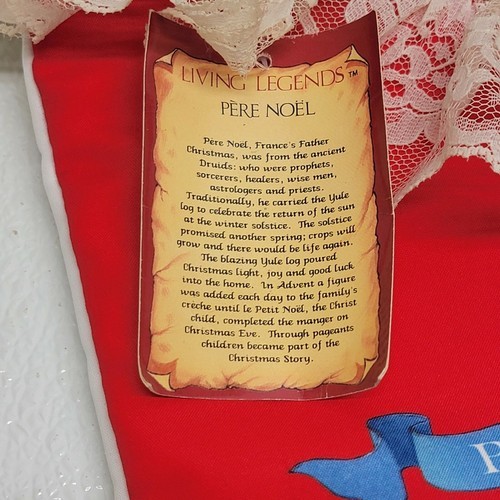 LIVING LEGENDS™
PÈRE NOËL
Père Noël, France's Father
Christmas, was from the ancient
Druids: who were prophets,
sorcerers, healers, wise men,
astrologers and priests.
Traditionally, he carried the Yule
log to celebrate the return of the sun
at the winter solstice. The solstice
promised another spring; crops will
grow and there would be life again.
The blazing Yule log poured
Christmas light, joy and good luck
into the home. In Advent a figure
was added each day to the family's
crèche until le Petit Noël, the Christ
child, completed the manger on
Christmas Eve. Through pageants
children became part of the
Christmas Story.